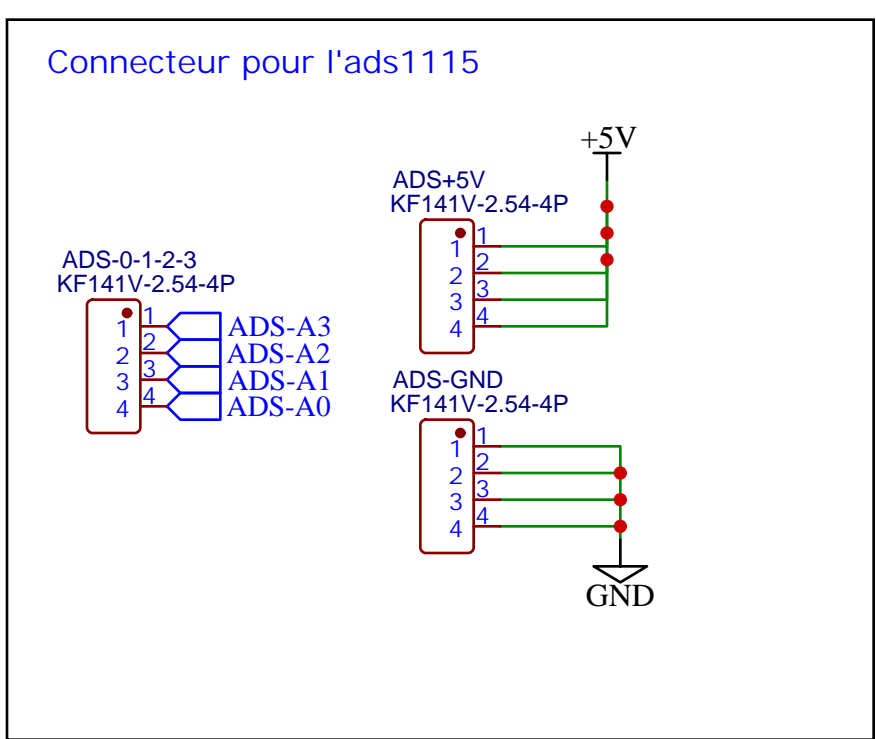 Connecteur pour l'ads1115
+5V
ADS+5V
KF141V-2.54-4P
1 1
2 2
3 3
4 4
ADS-0-1-2-3
KF141V-2.54-4P
1 1 ADS-A3
2 2 ADS-A2
3 3 ADS-A1
4 4 ADS-A0
ADS-GND
KF141V-2.54-4P
1 1
2 2
3 3
4 4
GND